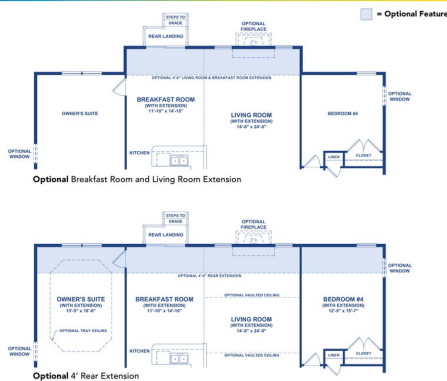 = Optional Feature
STEPS TO
GRADE
REAR LANDING
OPTIONAL
FIREPLACE
OPTIONAL 4'-0" LIVING ROOM & BREAKFAST ROOM EXTENSION
OWNER'S SUITE
BREAKFAST ROOM
(WITH EXTENSION)
11'-10" x 14'-10"
LIVING ROOM
(WITH EXTENSION)
14'-8" x 24'-0"
BEDROOM #4
OPTIONAL
WINDOW
OPTIONAL
WINDOW
KITCHEN
LINEN
CLOSET
Optional Breakfast Room and Living Room Extension
STEPS TO
GRADE
REAR LANDING
OPTIONAL
FIREPLACE
OPTIONAL 4'-0" REAR EXTENSION
OPTIONAL
WINDOW
OWNER'S SUITE
(WITH EXTENSION)
13'-5" x 18'-6"
OPTIONAL TRAY CEILING
BREAKFAST ROOM
(WITH EXTENSION)
11'-10" x 14'-10"
OPTIONAL VAULTED CEILING
LIVING ROOM
(WITH EXTENSION)
14'-8" x 24'-0"
OPTIONAL VAULTED CEILING
BEDROOM #4
(WITH EXTENSION)
12'-5" x 15'-7"
OPTIONAL
WINDOW
KITCHEN
LINEN
CLOSET
Optional 4' Rear Extension